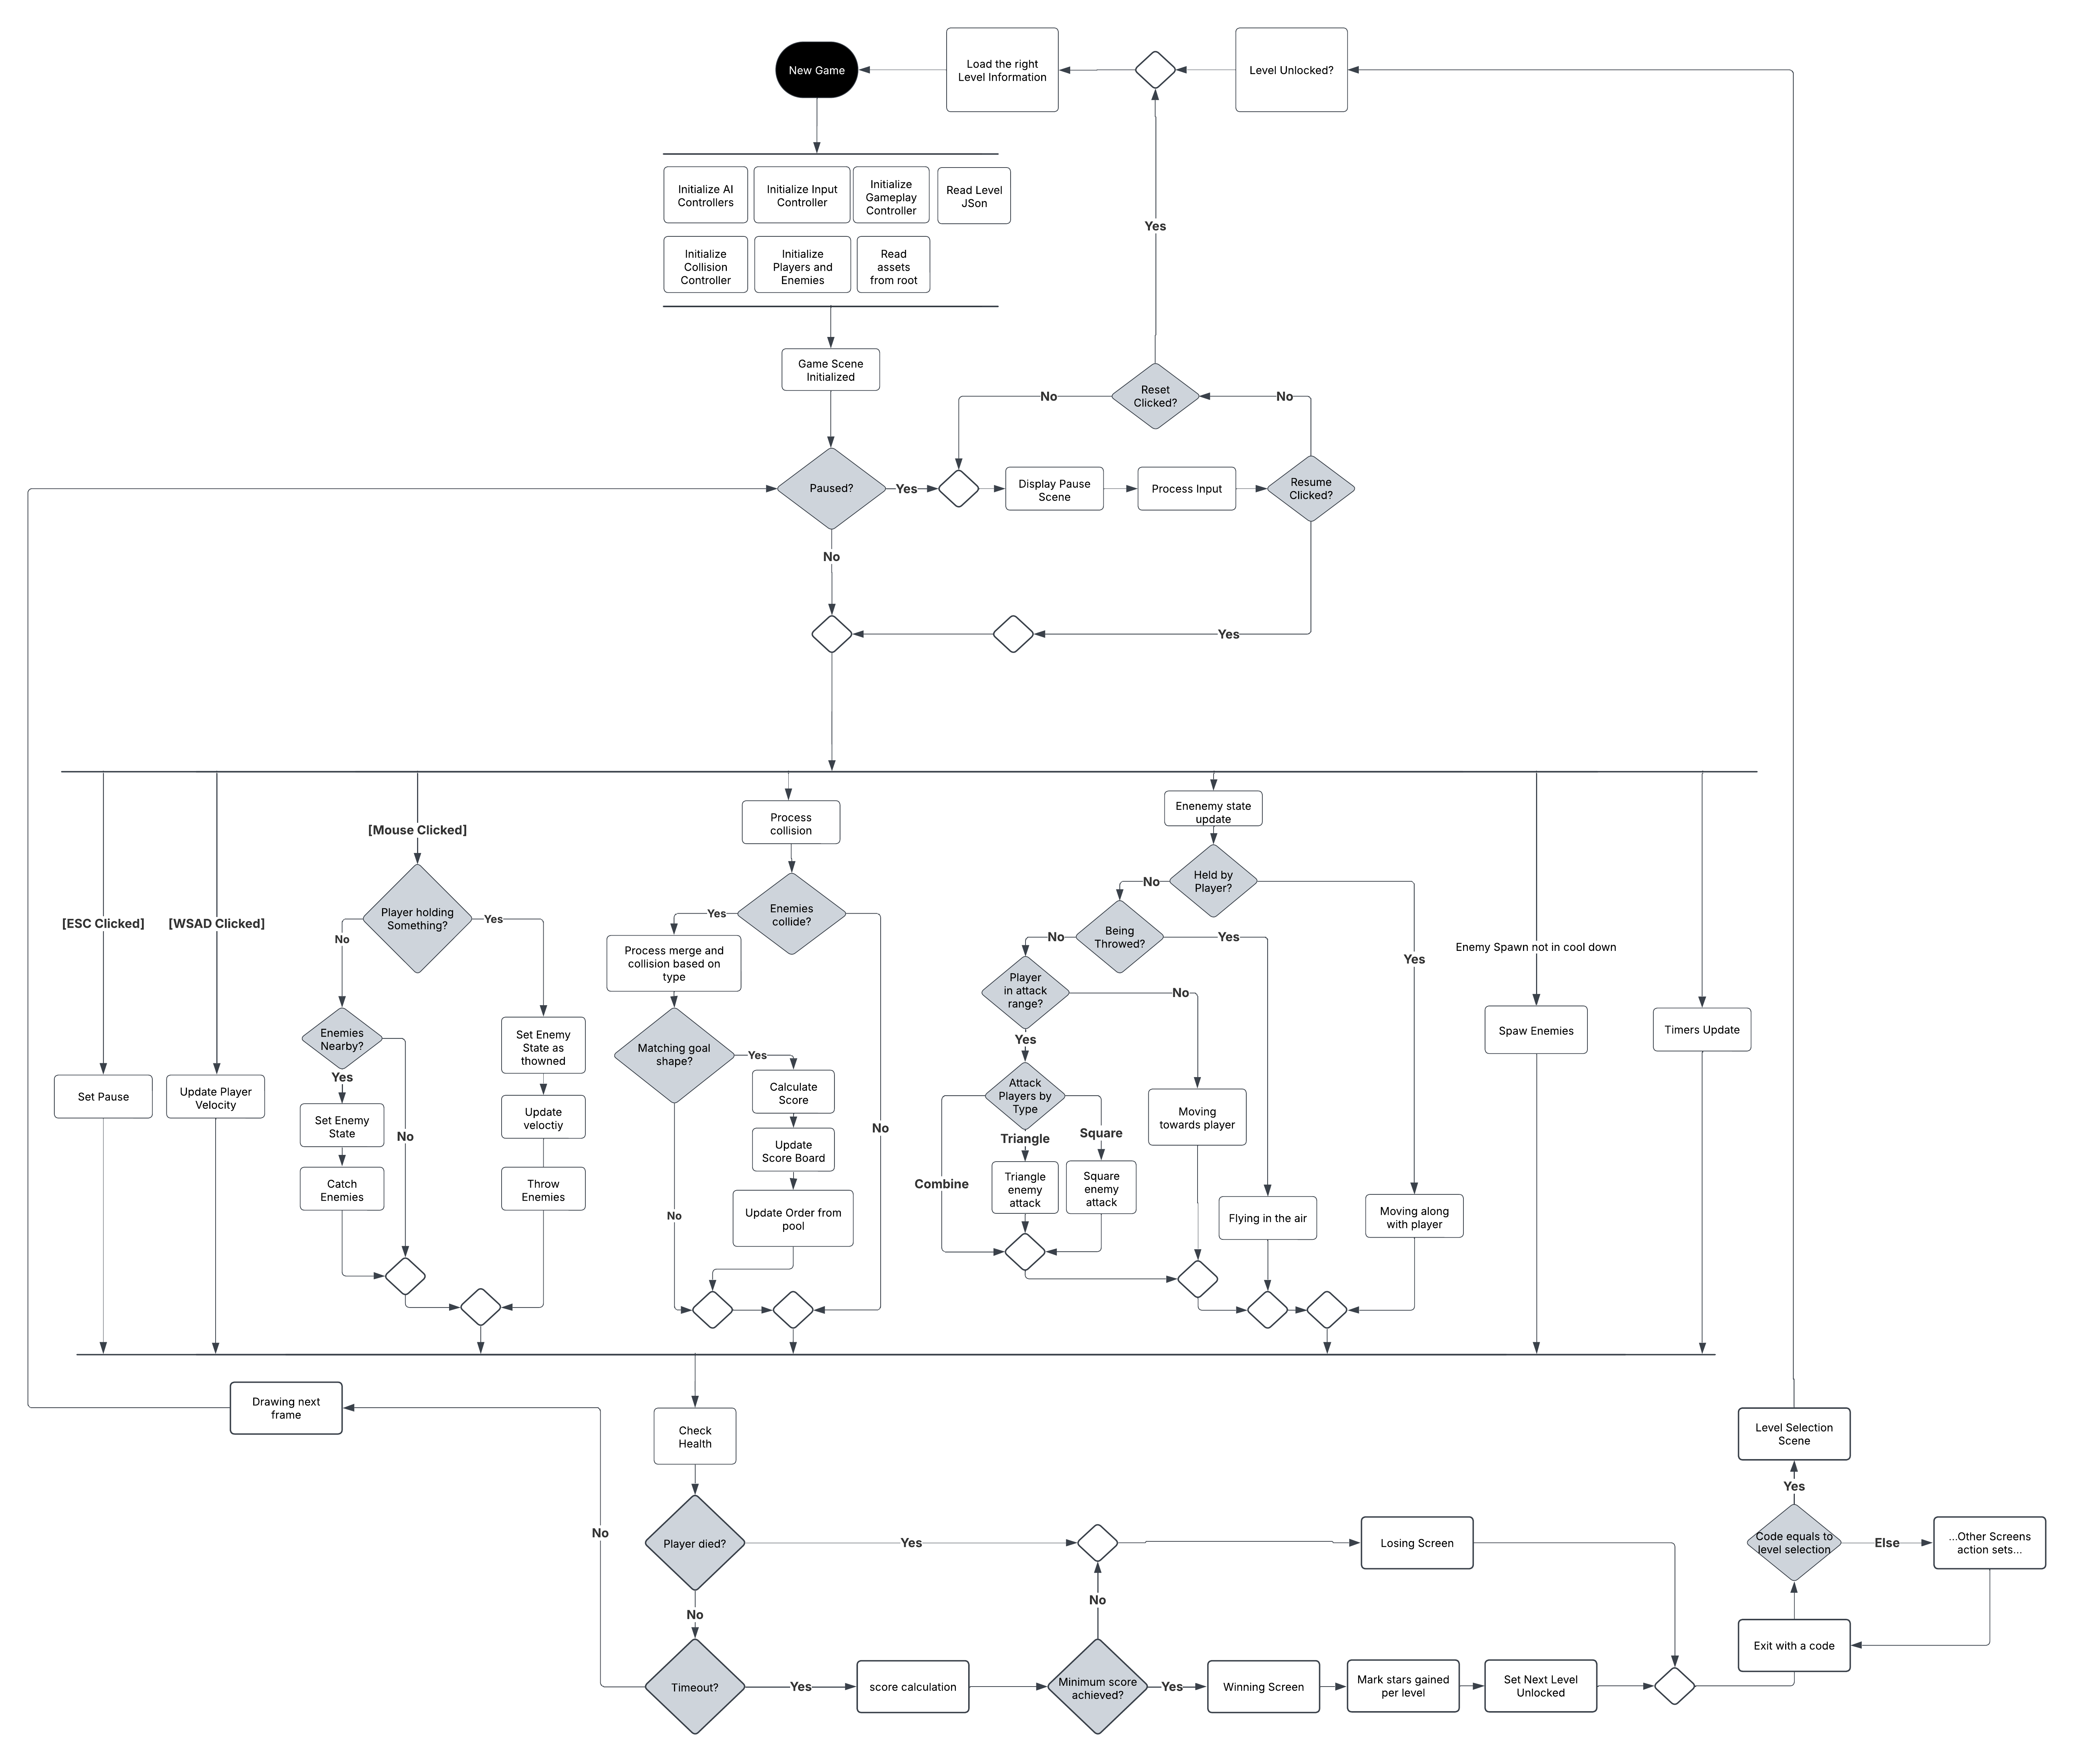 New Game
Load the right
Level Information
Level Unlocked?
Initialize AI
Controllers
Initialize Input
Controller
Initialize
Gameplay
Controller
Read Level
JSon
Initialize
Collision
Controller
Initialize
Players and
Enemies
Read
assets
from root
Yes
Game Scene
Initialized
No
Reset
Clicked?
No
Paused?
Yes
Display Pause
Scene
Process Input
Resume
Clicked?
No
Yes
[ESC Clicked]
Set Pause
[WSAD Clicked]
Update Player
Velocity
[Mouse Clicked]
Player holding
Something?
No
Yes
Enemies
Nearby?
Yes
No
Set Enemy
State
Catch
Enemies
Set Enemy
State as
thowned
Update
veloctiy
Throw
Enemies
Process
collision
Enemies
collide?
Yes
No
Process merge and
collision based on
type
Matching goal
shape?
Yes
No
Calculate
Score
Update
Score Board
Update Order from
pool
Enenemy state
update
Held by
Player?
No
Yes
Being
Throwed?
No
Yes
Player
in attack
range?
No
Yes
Attack
Players by
Type
Combine
Triangle
Square
Triangle
enemy
attack
Square
enemy
attack
Moving
towards player
Flying in the air
Moving along
with player
Enemy Spawn not in cool down
Spaw Enemies
Timers Update
Drawing next
frame
Check
Health
Level Selection
Scene
Yes
No
Player died?
Yes
Losing Screen
Code equals to
level selection
Else
...Other Screens
action sets...
No
No
Exit with a code
Timeout?
Yes
score calculation
Minimum score
achieved?
Yes
Winning Screen
Mark stars gained
per level
Set Next Level
Unlocked